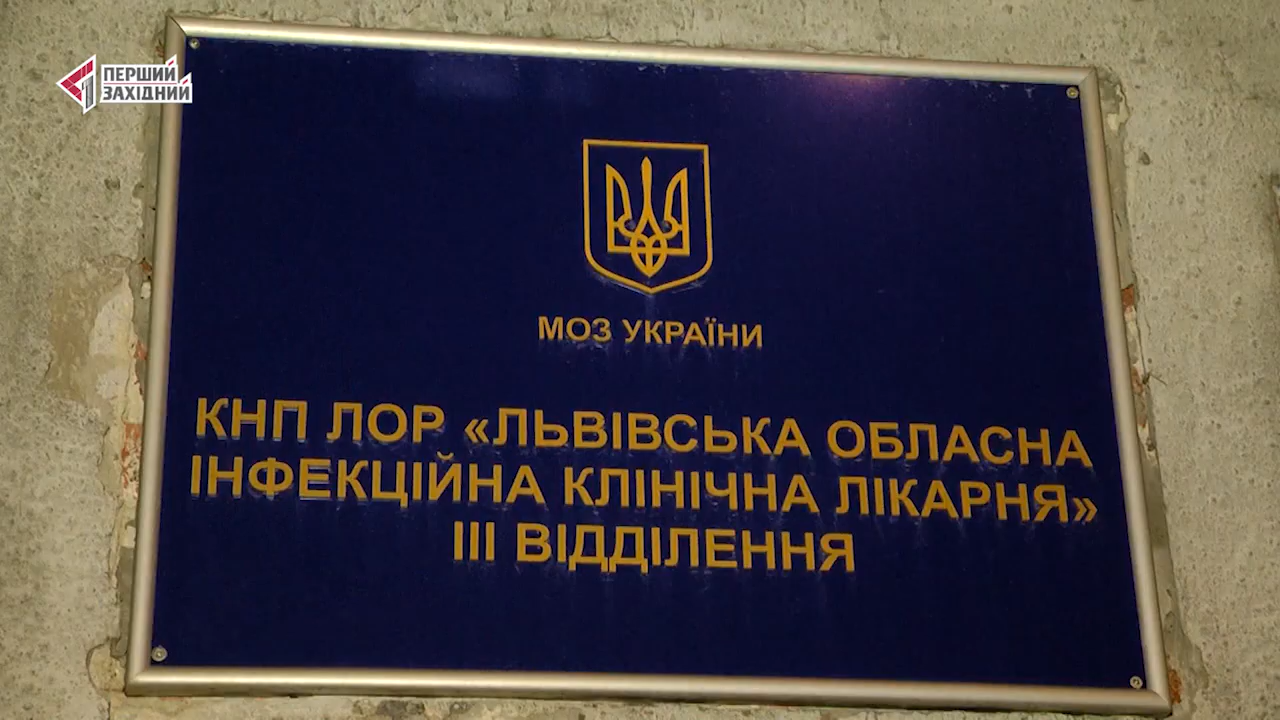 ПЕРШИЙ
ЗАХІДНИЙ
МОЗ УКРАЇНИ
КНП ЛОР «ЛЬВІВСЬКА ОБЛАСНА
ІНФЕКЦІЙНА КЛІНІЧНА ЛІКАРНЯ»
ІІІ ВІДДІЛЕННЯ